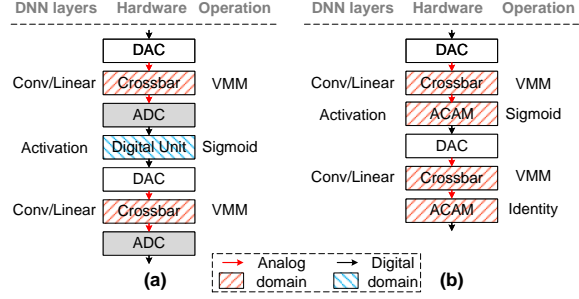 DNN layers Hardware Operation
DAC
Conv/Linear Crossbar VMM
ADC
Activation Digital Unit Sigmoid
DAC
Conv/Linear Crossbar VMM
ADC
(a)
DNN layers Hardware Operation
DAC
Conv/Linear Crossbar VMM
Activation ACAM Sigmoid
DAC
Conv/Linear Crossbar VMM
ACAM Identity
(b)
Analog domain
Digital domain